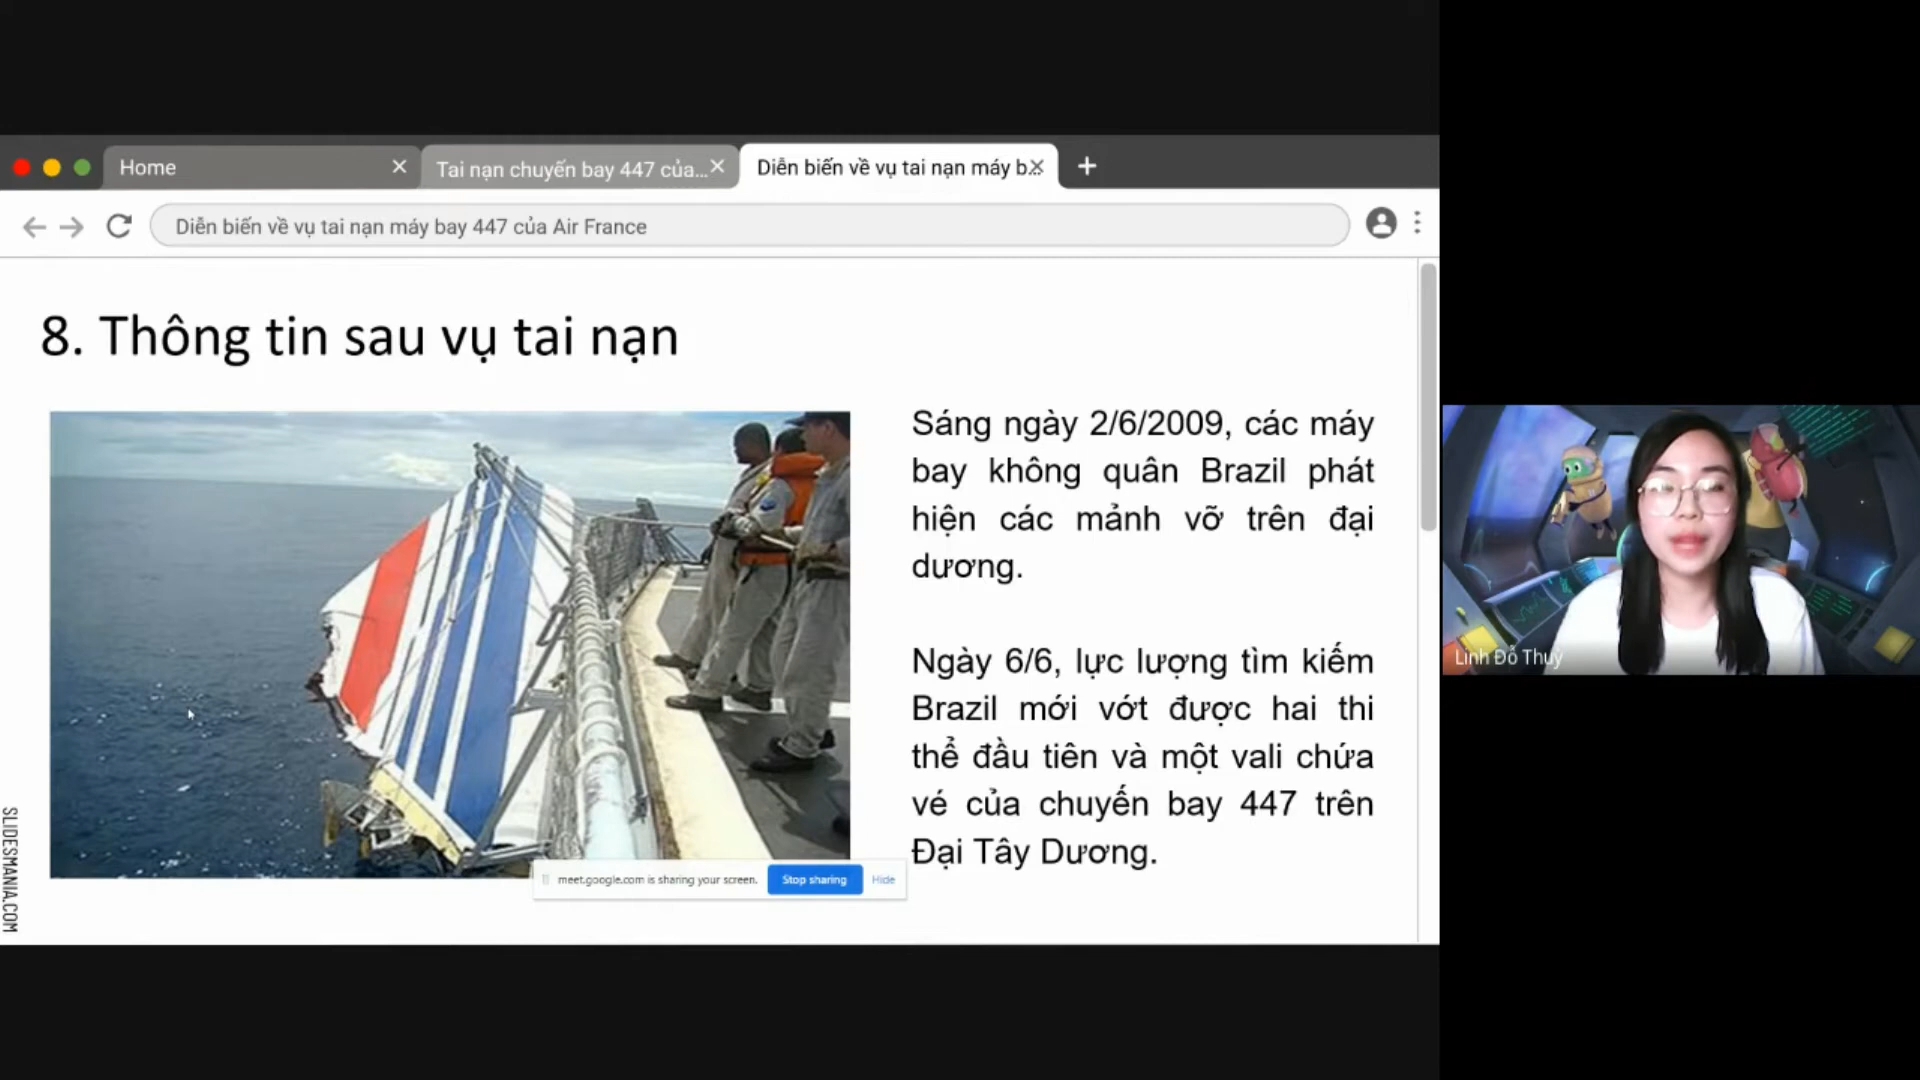 Home
Tai nạn chuyến bay 447 của...
Diễn biến về vụ tai nạn máy b...
Diễn biến về vụ tai nạn máy bay 447 của Air France
8. Thông tin sau vụ tai nạn
Sáng ngày 2/6/2009, các máy
bay không quân Brazil phát
hiện các mảnh vỡ trên đại
dương.
Ngày 6/6, lực lượng tìm kiếm
Brazil mới vớt được hai thi
thể đầu tiên và một vali chứa
vé của chuyến bay 447 trên
Đại Tây Dương.
SLIDESMANIA.COM
meet.google.com is sharing your screen.
Stop sharing
Hide
Linh Đỗ Thuỳ